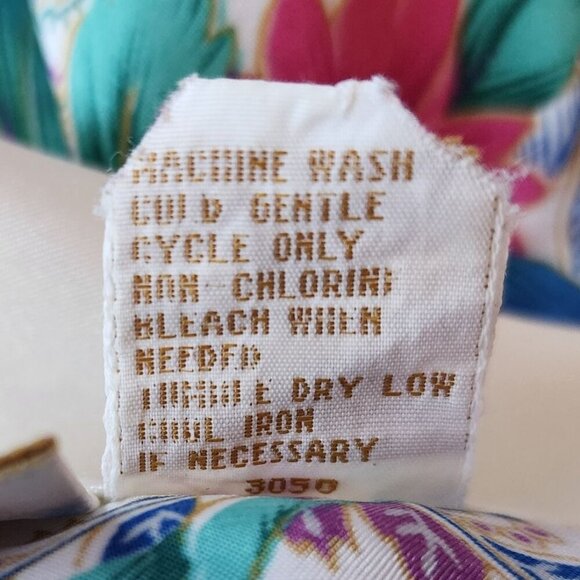 MACHINE WASH
COLD GENTLE
CYCLE ONLY
NON-CHLORINE
BLEACH WHEN
NEEDED
TUMBLE DRY LOW
COOL IRON
IF NECESSARY
3050